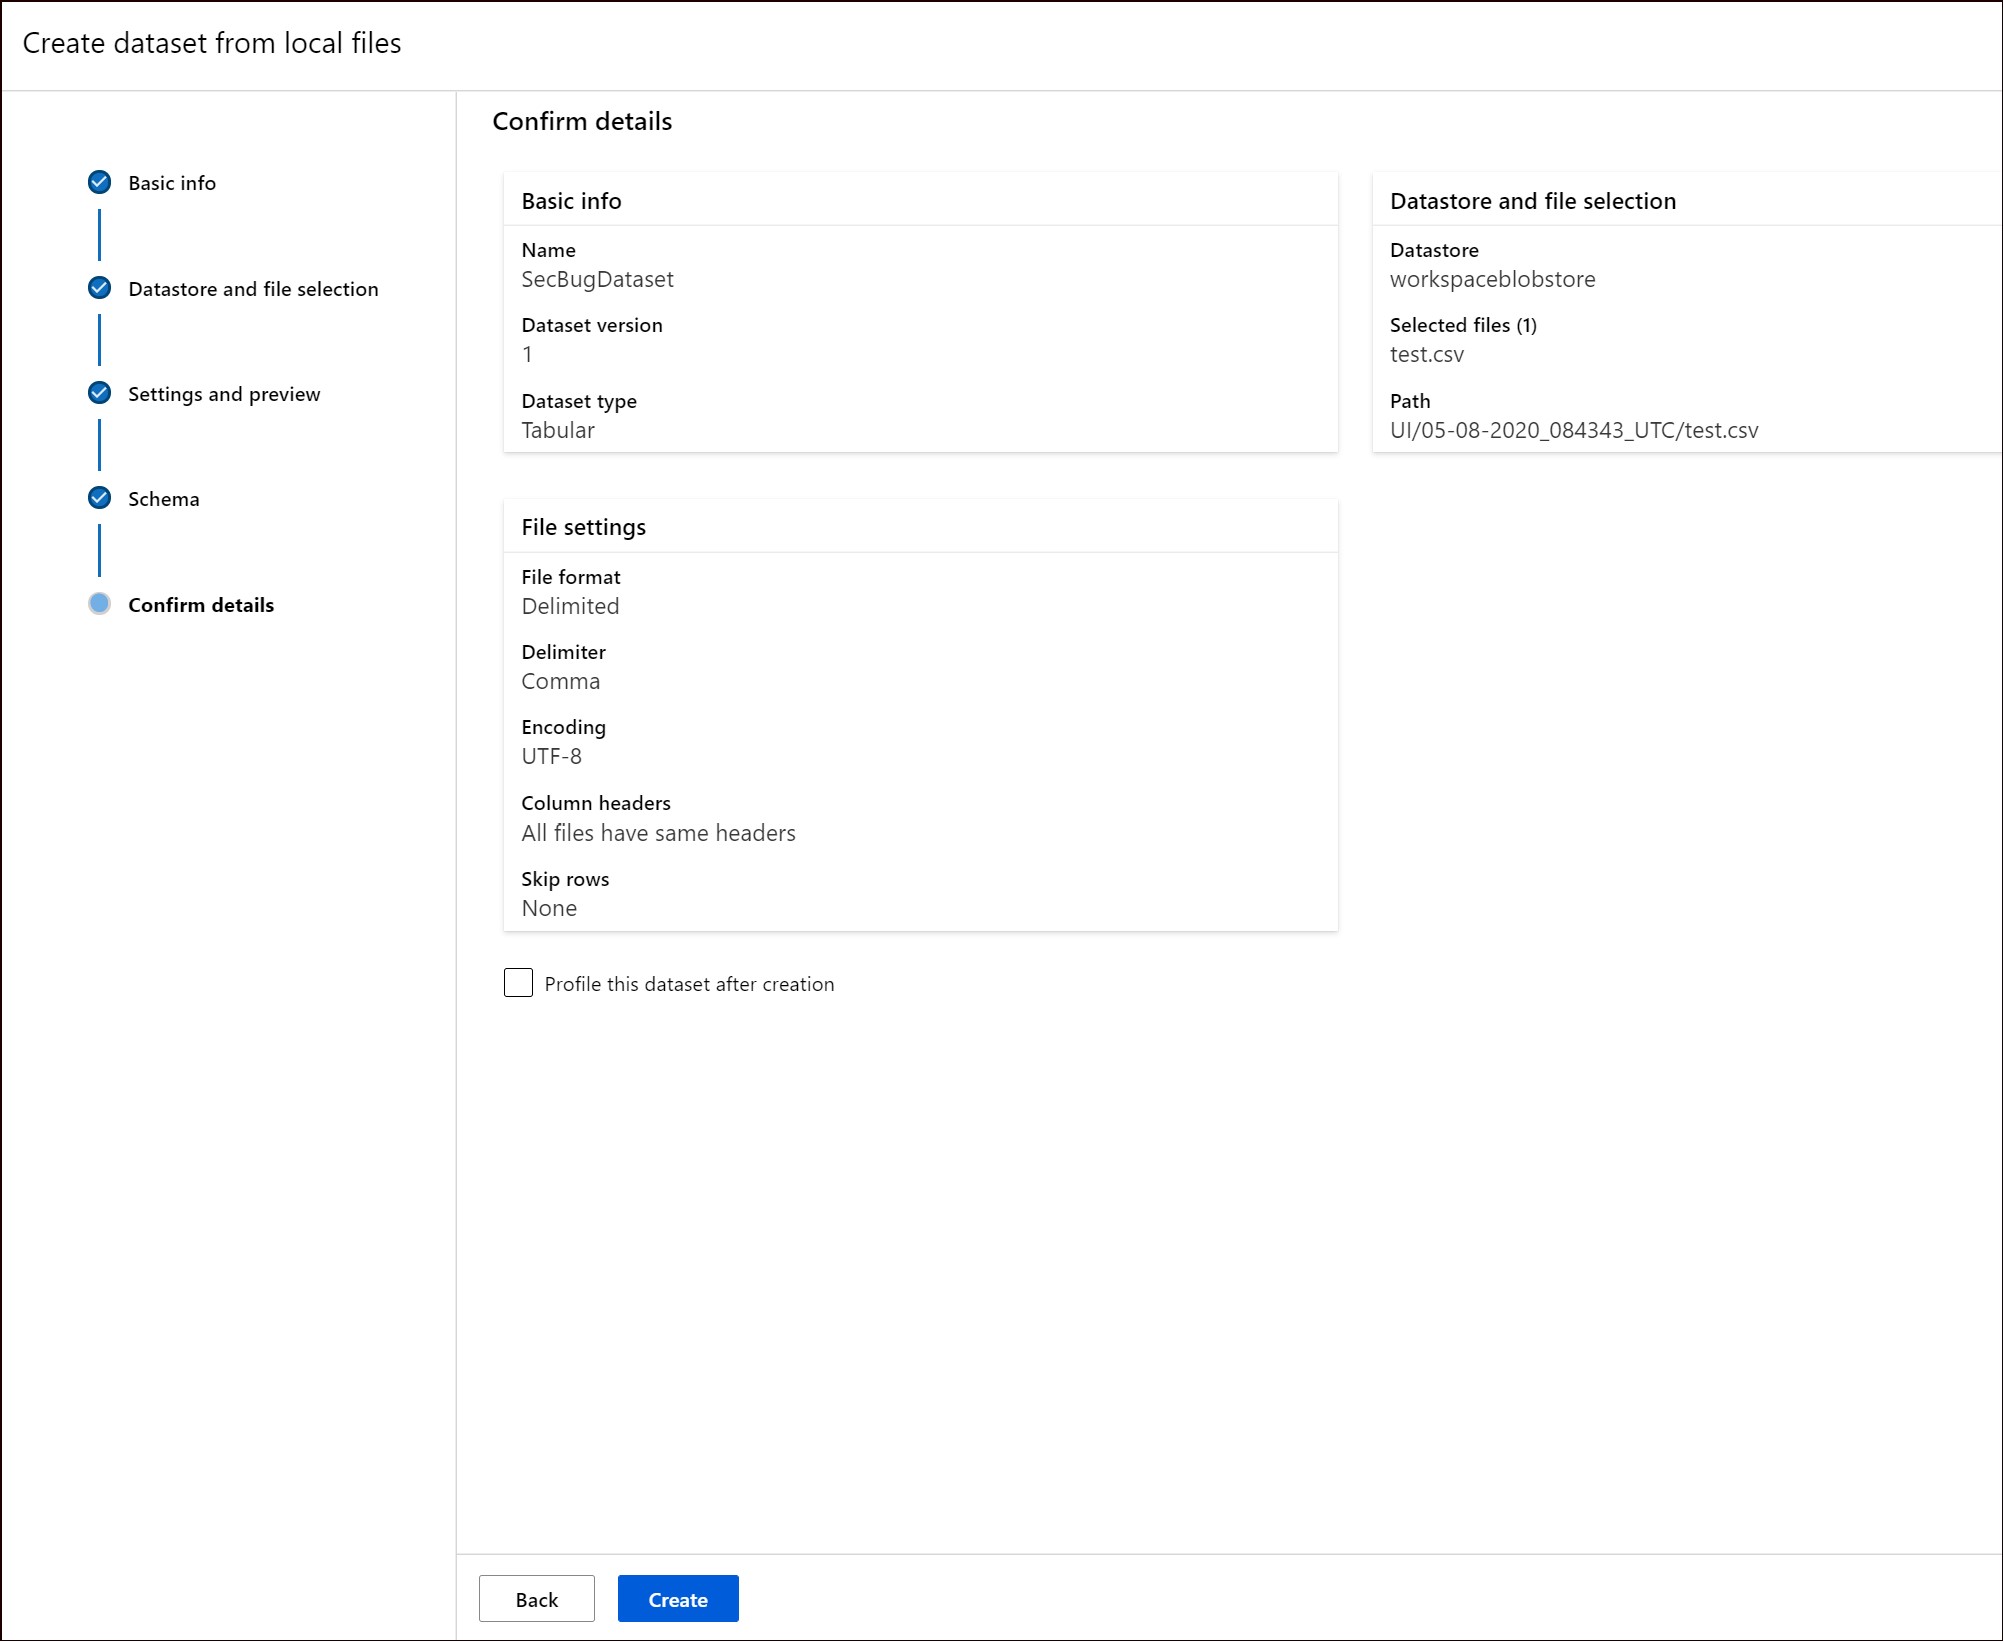 Create dataset from local files
Basic info
Datastore and file selection
Settings and preview
Schema
Confirm details
Confirm details
Basic info
Name
SecBugDataset
Dataset version
1
Dataset type
Tabular
Datastore and file selection
Datastore
workspaceblobstore
Selected files (1)
test.csv
Path
UI/05-08-2020_084343_UTC/test.csv
File settings
File format
Delimited
Delimiter
Comma
Encoding
UTF-8
Column headers
All files have same headers
Skip rows
None
Profile this dataset after creation
Back
Create